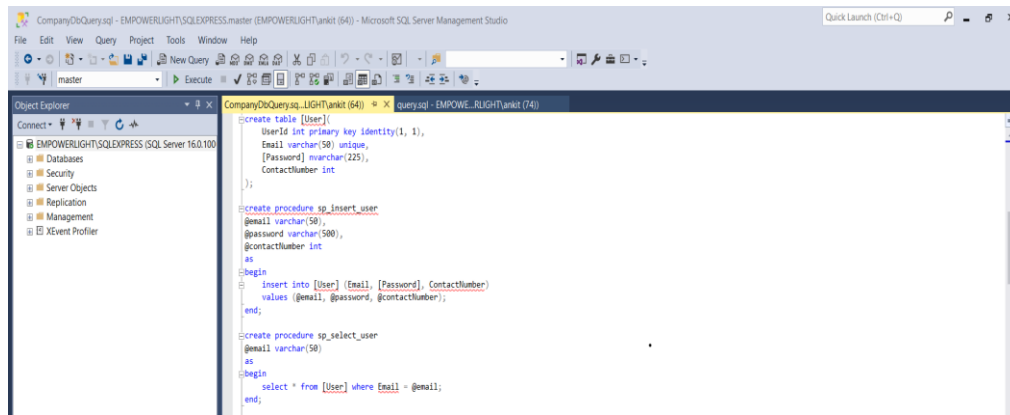 CompanyDbQuery.sql - EMPOWERLIGHT\SQLEXPRESS.master (EMPOWERLIGHT\ankit (64)) - Microsoft SQL Server Management Studio
Quick Launch (Ctrl+Q)
File Edit View Query Project Tools Window Help
New Query
master
Execute
Object Explorer
CompanyDbQuery.sq...LIGHT\ankit (64))
query.sql - EMPOWE...RLIGHT\ankit (74))
Connect
EMPOWERLIGHT\SQLEXPRESS (SQL Server 16.0.100
Databases
Security
Server Objects
Replication
Management
XEvent Profiler
create table [User](
UserId int primary key identity(1, 1),
Email varchar(50) unique,
[Password] nvarchar(225),
ContactNumber int
);
create procedure sp_insert_user
@email varchar(50),
@password varchar(500),
@contactNumber int
as
begin
insert into [User] (Email, [Password], ContactNumber)
values (@email, @password, @contactNumber);
end;
create procedure sp_select_user
@email varchar(50)
as
begin
select * from [User] where Email = @email;
end;